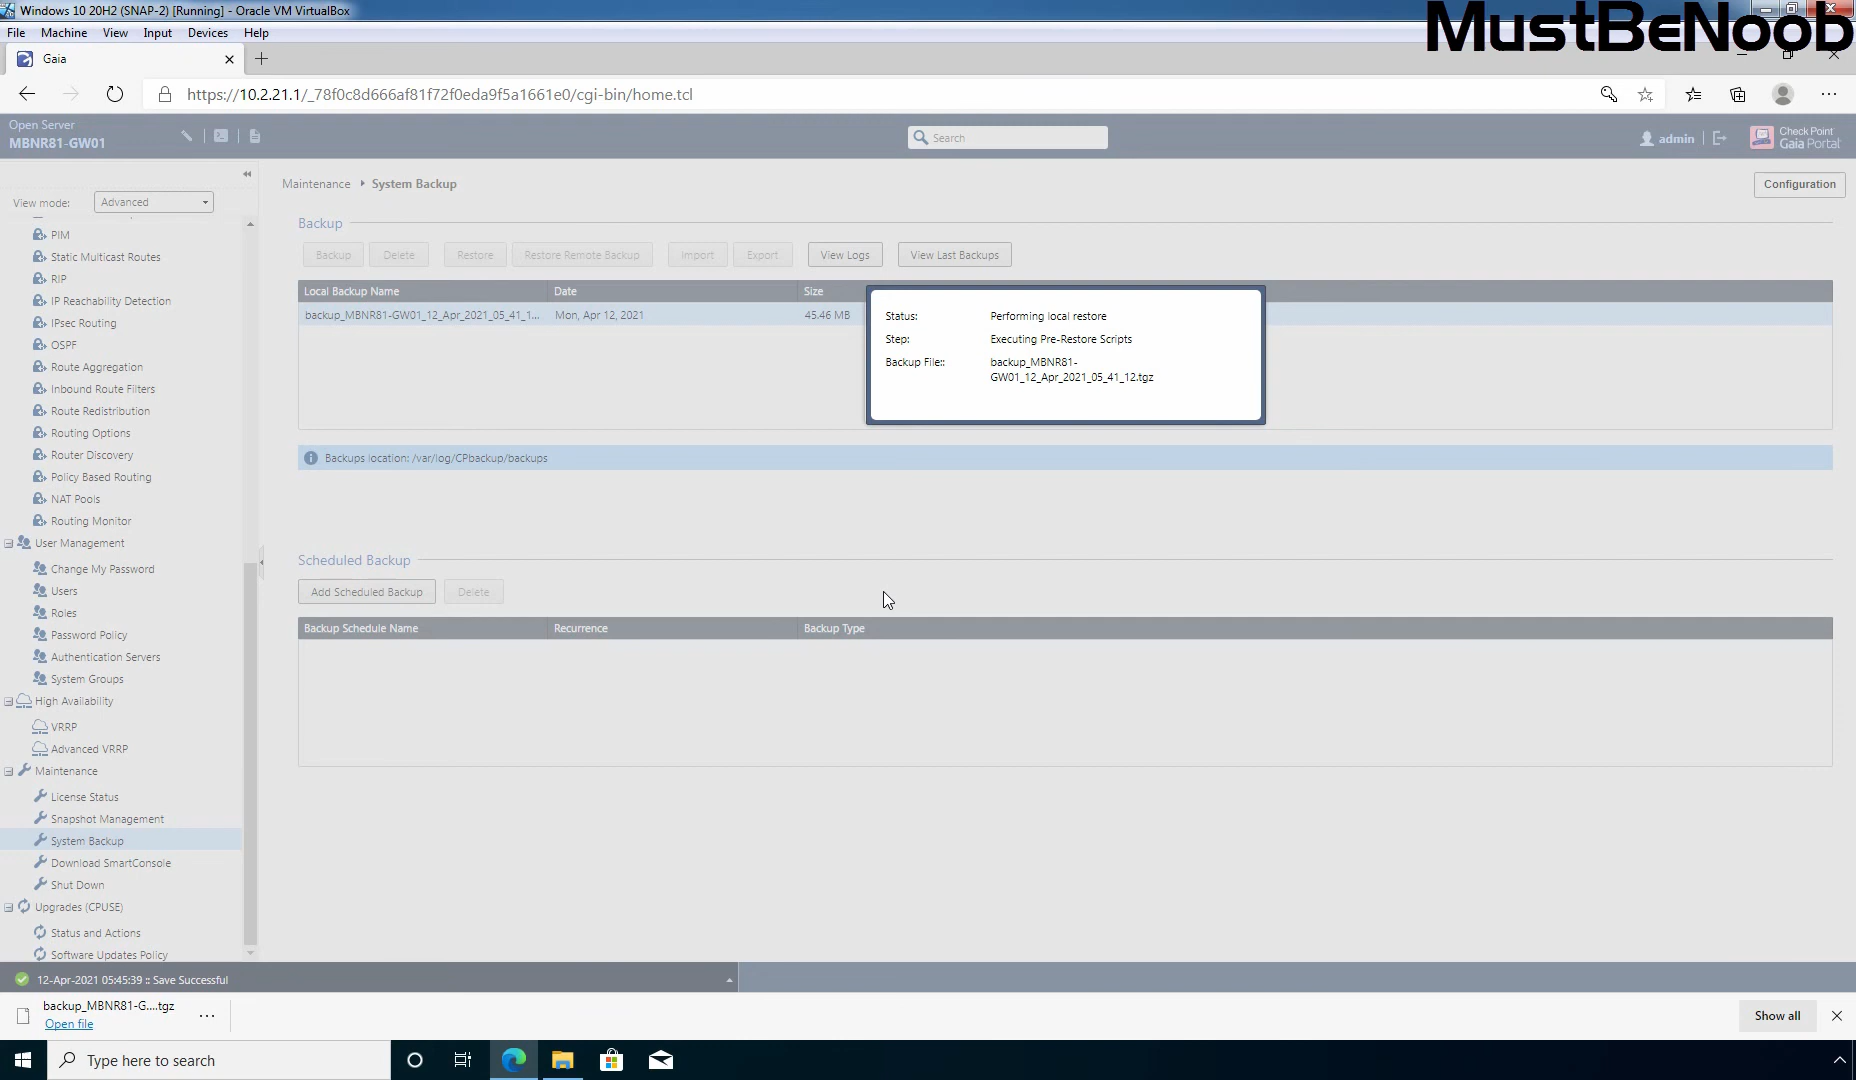 Windows 10 20H2 (SNAP-2) [Running] - Oracle VM VirtualBox
MustBeNoob
File Machine View Input Devices Help
Gaia
https://10.2.21.1/_78f0c8d666af81f72f0eda9f5a1661e0/cgi-bin/home.tcl
Open Server
MBNR81-GW01
Search
admin
Check Point
Gaia Portal
View mode: Advanced
Maintenance System Backup
Configuration
PIM
Static Multicast Routes
RIP
IP Reachability Detection
IPsec Routing
OSPF
Route Aggregation
Inbound Route Filters
Route Redistribution
Routing Options
Router Discovery
Policy Based Routing
NAT Pools
Routing Monitor
User Management
Change My Password
Users
Roles
Password Policy
Authentication Servers
System Groups
High Availability
VRRP
Advanced VRRP
Maintenance
License Status
Snapshot Management
System Backup
Download SmartConsole
Shut Down
Upgrades (CPUSE)
Status and Actions
Software Updates Policy
Backup
Backup Delete Restore Restore Remote Backup Import Export View Logs View Last Backups
Local Backup Name Date Size
backup_MBNR81-GW01_12_Apr_2021_05_41_1... Mon, Apr 12, 2021 45.46 MB
Status: Performing local restore
Step: Executing Pre-Restore Scripts
Backup File:: backup_MBNR81-
GW01_12_Apr_2021_05_41_12.tgz
Backups location: /var/log/CPbackup/backups
Scheduled Backup
Add Scheduled Backup Delete
Backup Schedule Name Recurrence Backup Type
12-Apr-2021 05:45:39 :: Save Successful
backup_MBNR81-G....tgz
Open file
Show all
Type here to search